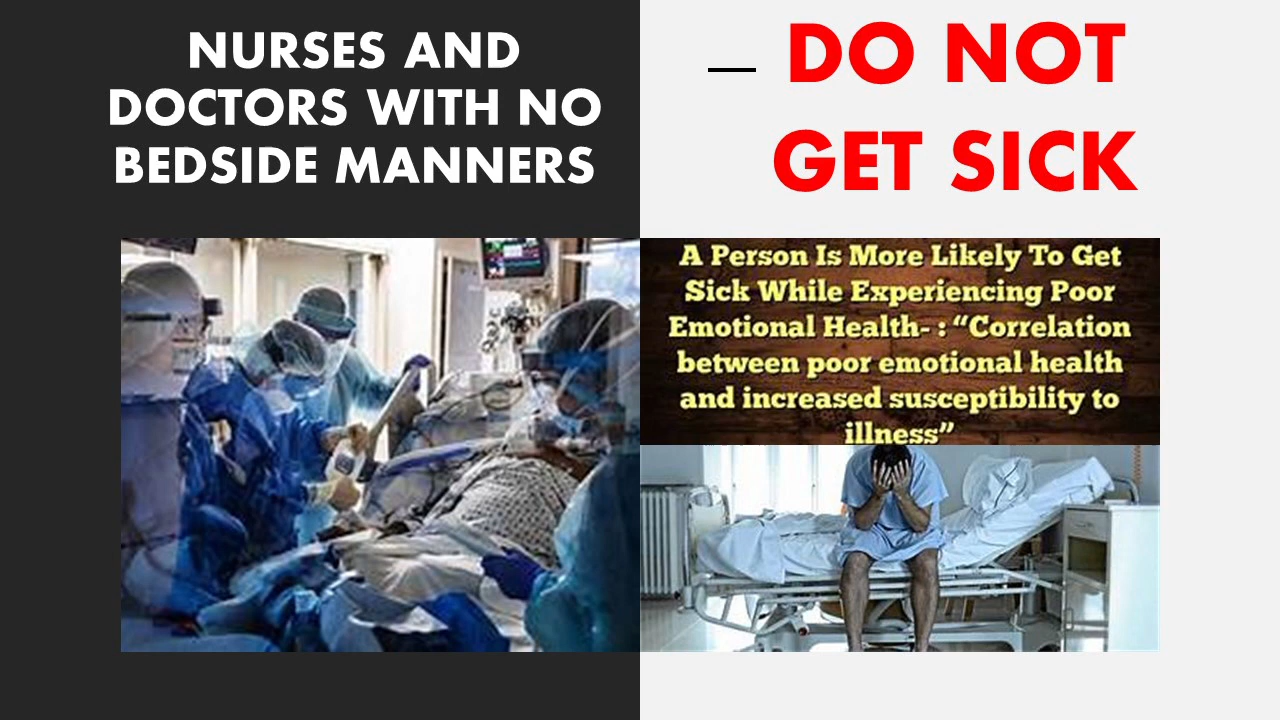 NURSES AND
DOCTORS WITH NO
BEDSIDE MANNERS
DO NOT
GET SICK
A Person Is More Likely To Get
Sick While Experiencing Poor
Emotional Health- : “Correlation
between poor emotional health
and increased susceptibility to
illness”